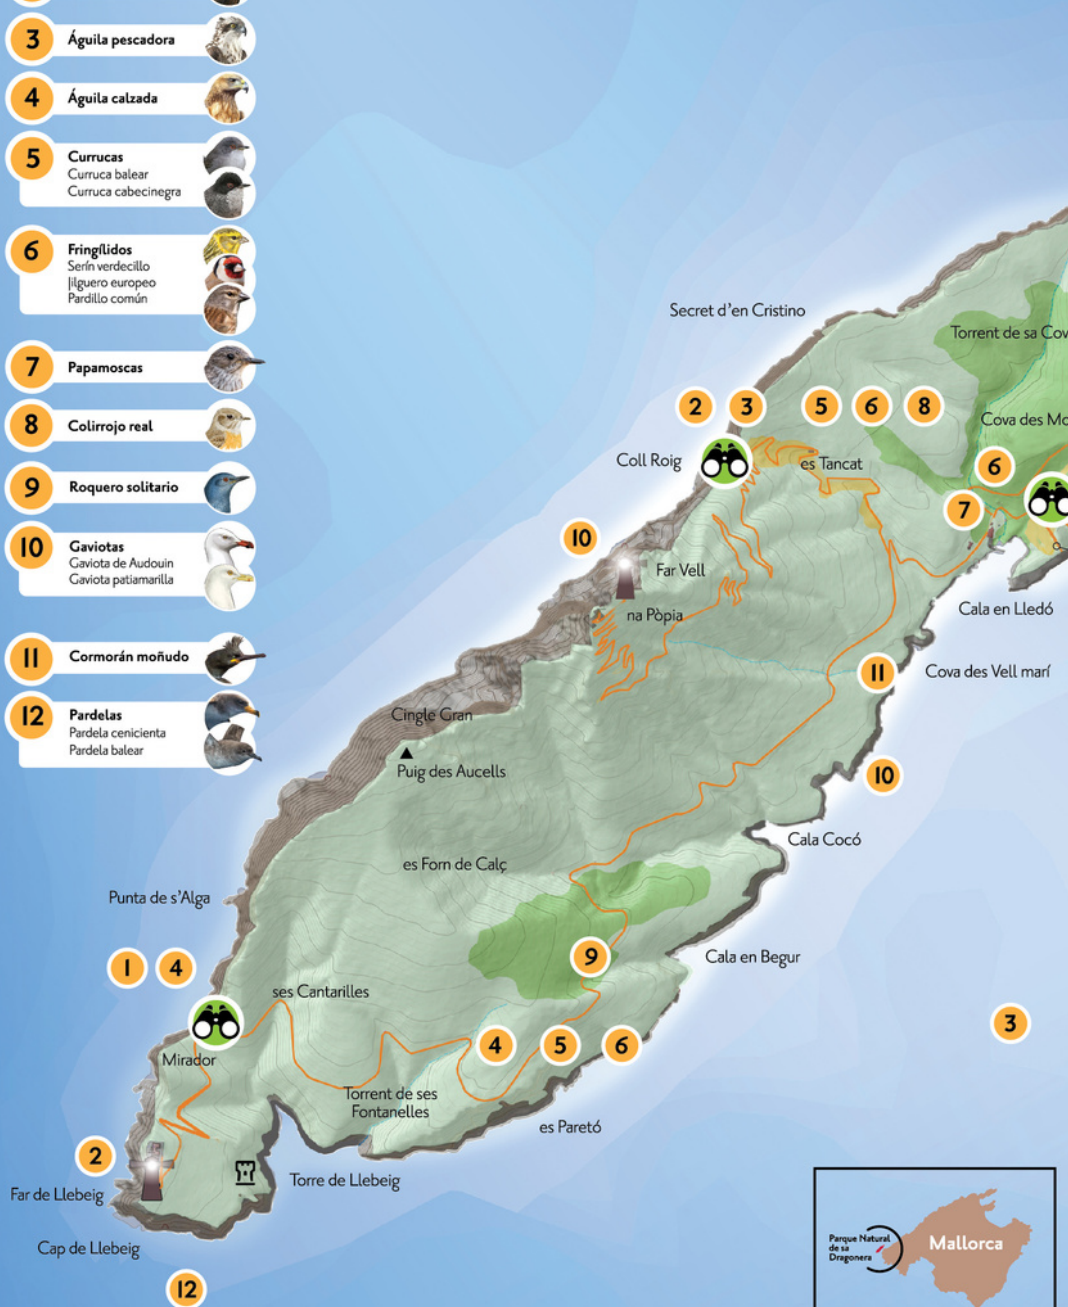 3
Águila pescadora
4
Águila calzada
5
Currucas
Curruca balear
Curruca cabecinegra
6
Fringílidos
Serín verdecillo
Jilguero europeo
Pardillo común
7
Papamoscas
8
Colirrojo real
9
Roquero solitario
10
Gaviotas
Gaviota de Audouin
Gaviota patiamarilla
11
Cormorán moñudo
12
Pardelas
Pardela cenicienta
Pardela balear
Secret d'en Cristino
Torrent de sa Cov
2 3 5 6 8
Cova des Mo
Coll Roig
es Tancat
6
7
10
Far Vell
Cala en Lledó
na Pòpia
11
Cova des Vell marí
Cingle Gran
Puig des Aucells
10
Cala Cocó
es Forn de Calç
Punta de s'Alga
9
Cala en Begur
1 4
ses Cantarilles
3
4 5 6
Mirador
Torrent de ses
Fontanelles
es Paretó
2
Far de Llebeig
Torre de Llebeig
Cap de Llebeig
12
Parque Natural
de sa
Dragonera
Mallorca